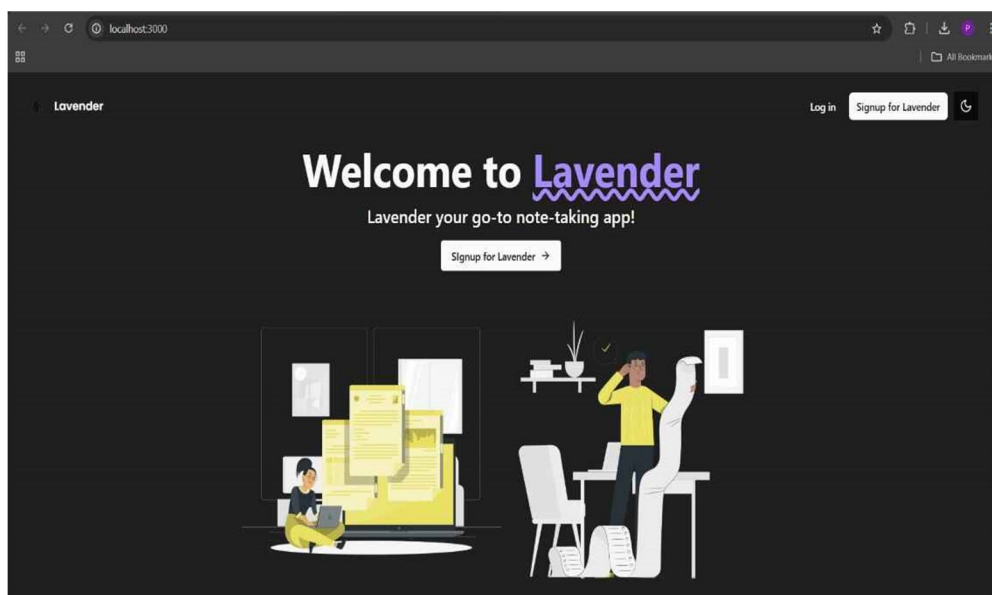 localhost:3000
All Bookmark
Lavender
Log in
Signup for Lavender
Welcome to Lavender
Lavender your go-to note-taking app!
SIgnup for Lavender →